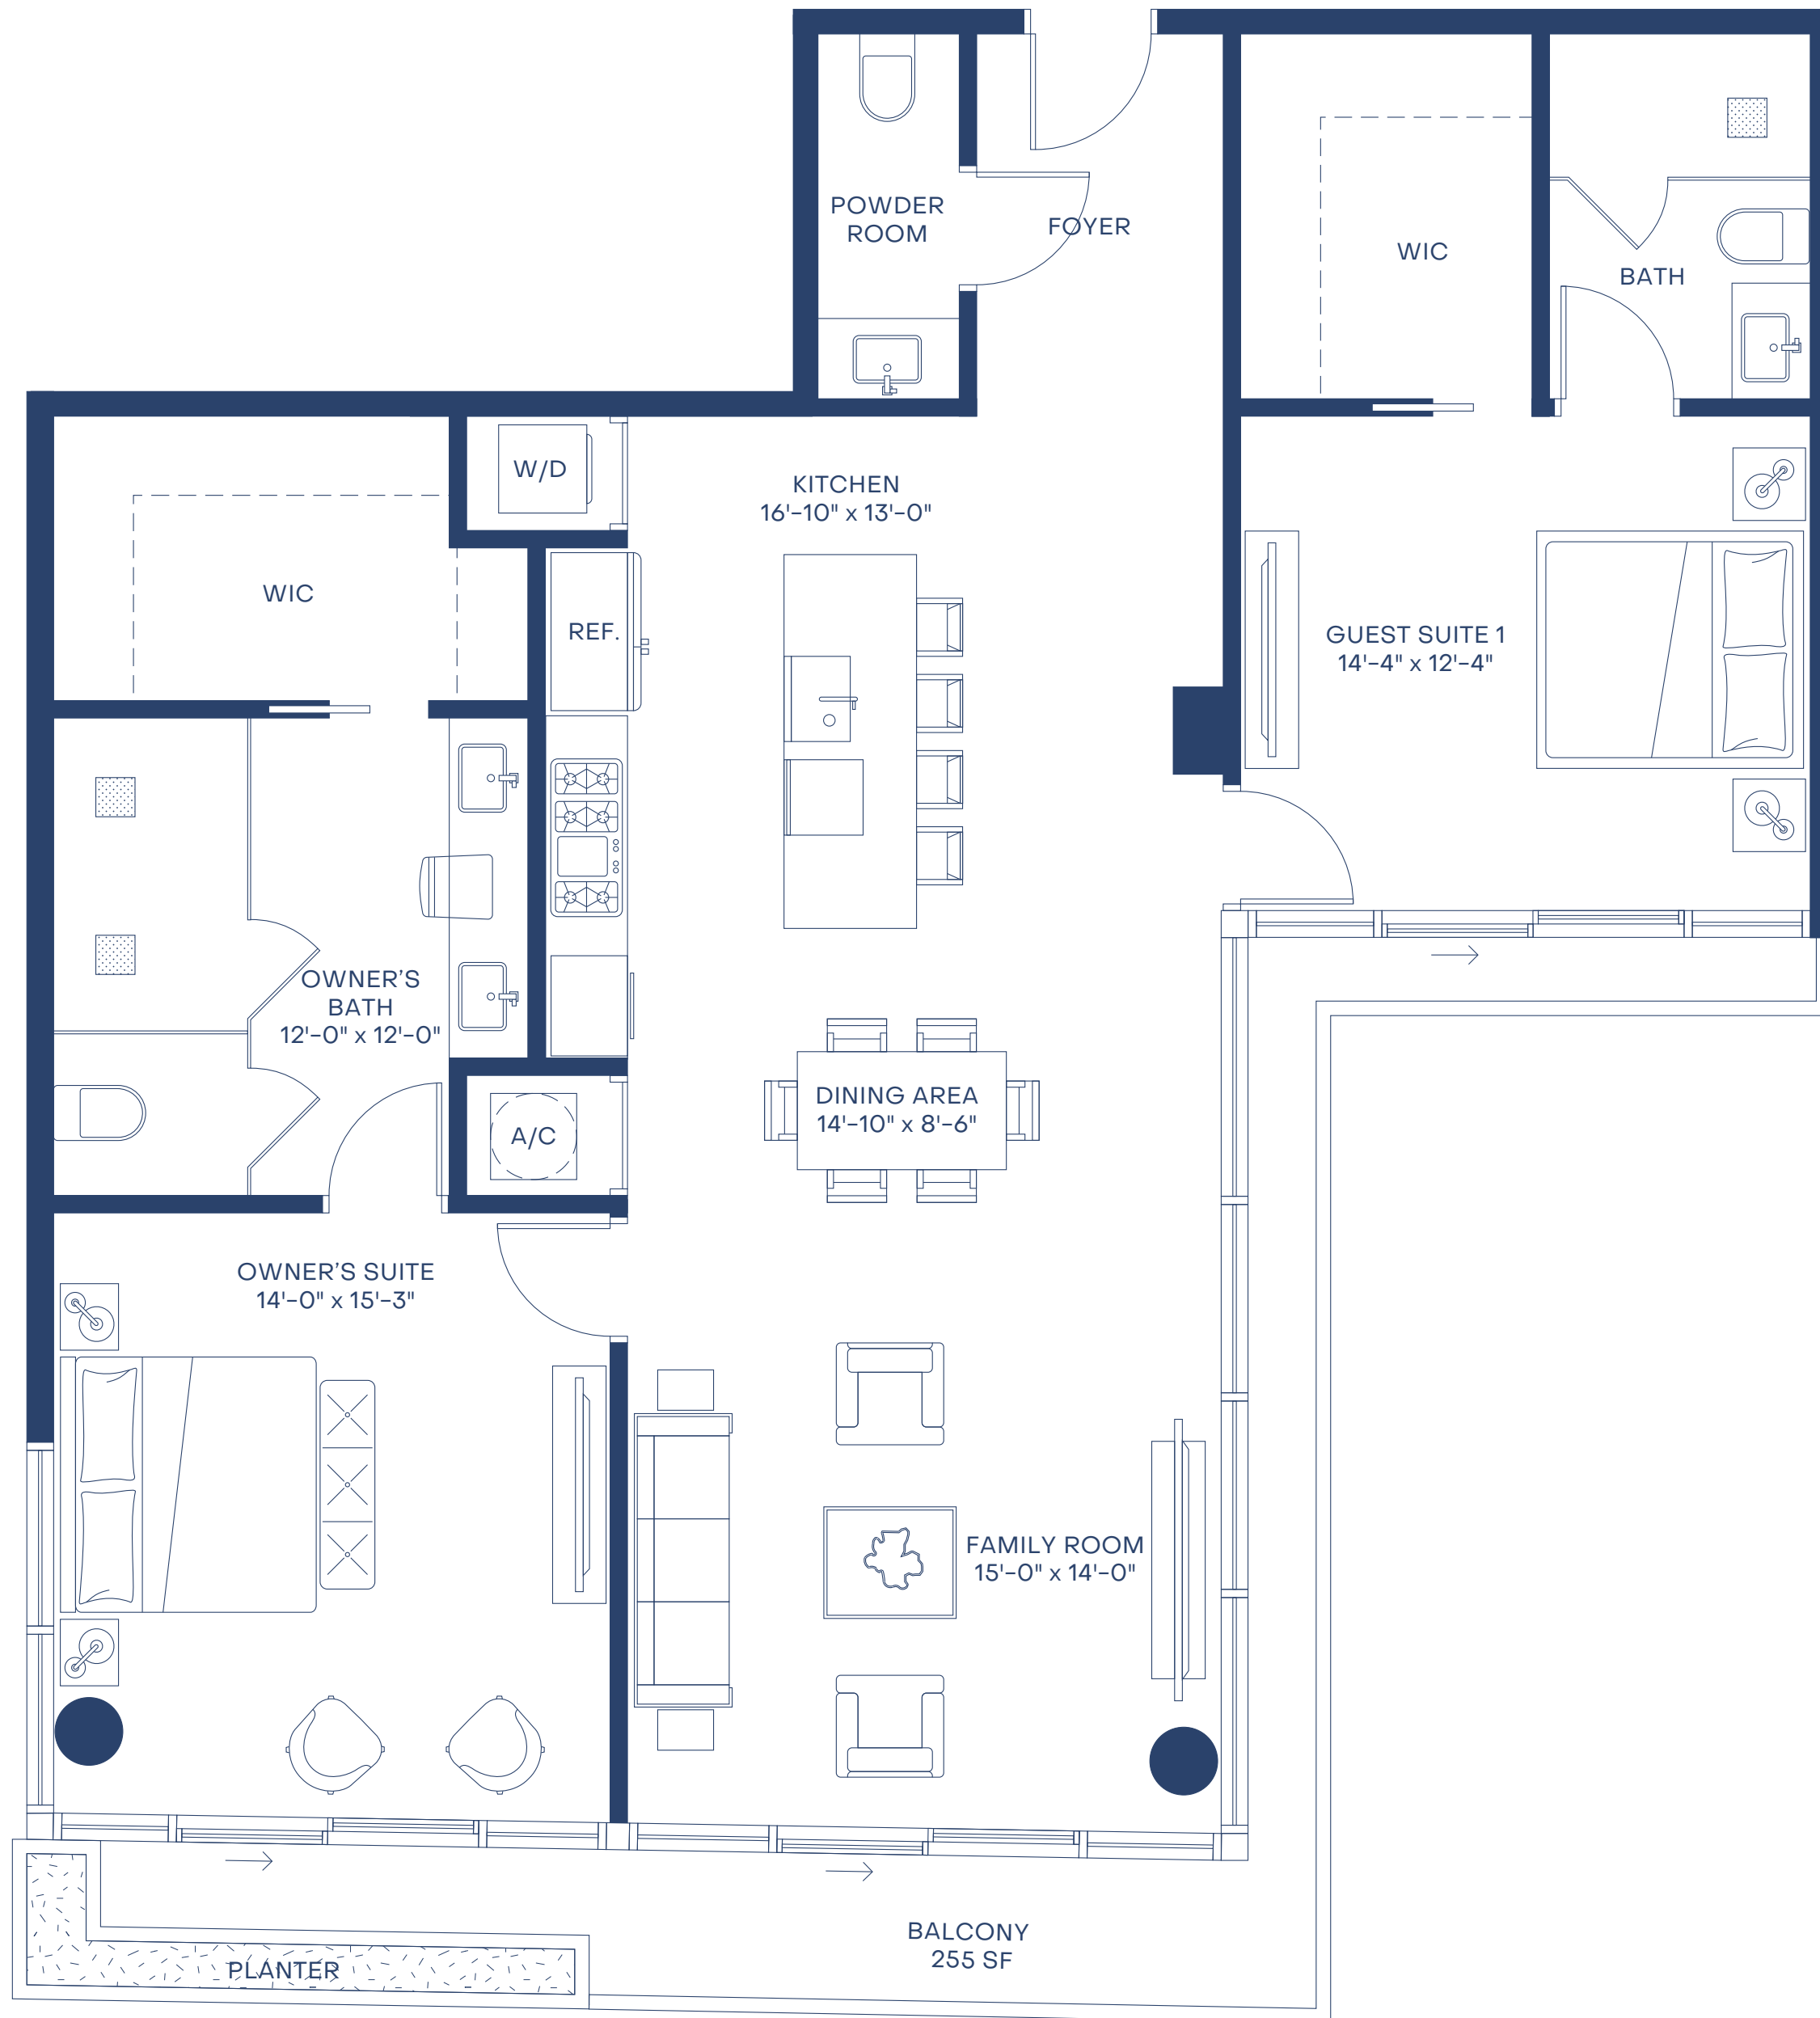 POWDER
ROOM
FOYER
WIC
BATH
W/D
KITCHEN
16'-10" x 13'-0"
WIC
REF.
GUEST SUITE 1
14'-4" x 12'-4"
OWNER'S
BATH
12'-0" x 12'-0"
DINING AREA
14'-10" x 8'-6"
A/C
OWNER'S SUITE
14'-0" x 15'-3"
FAMILY ROOM
15'-0" x 14'-0"
BALCONY
255 SF
PLANTER